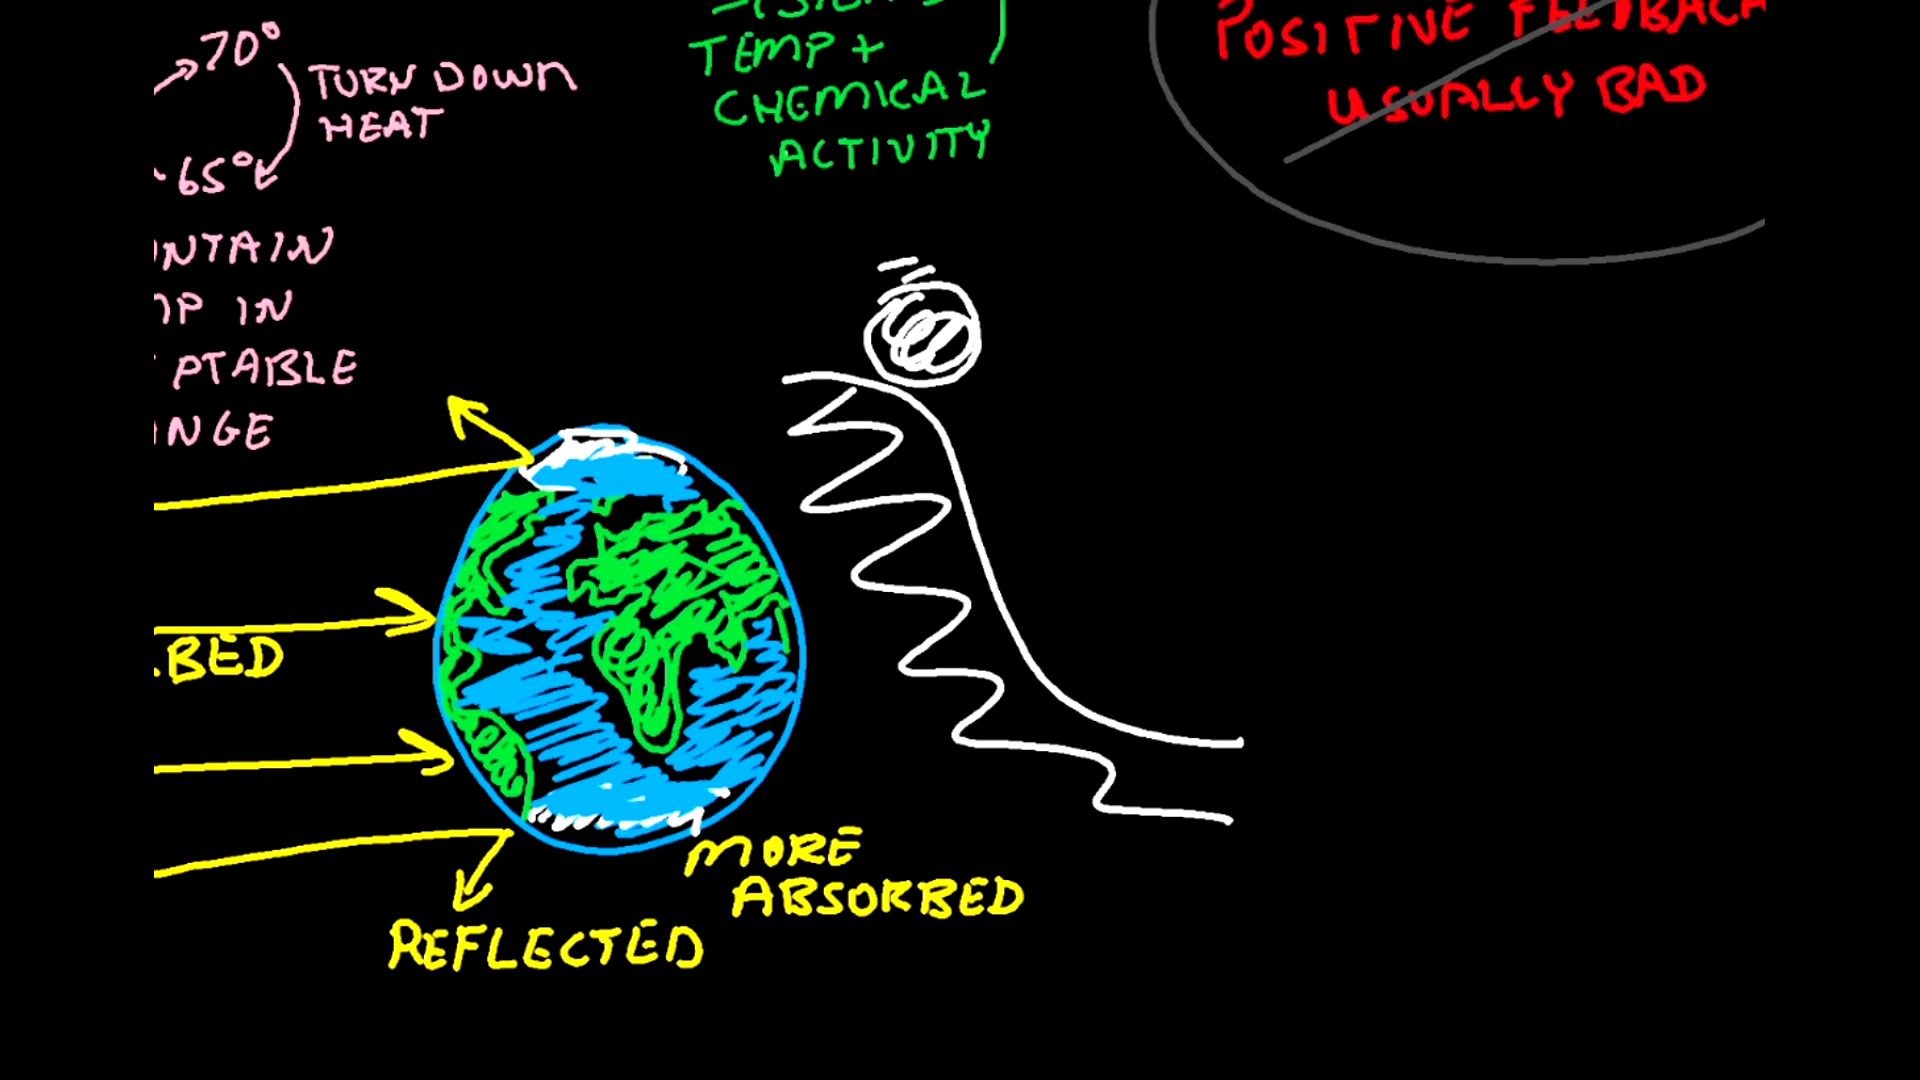 70°
TURN DOWN
HEAT
65°
NTAIN
IN
PTABLE
NGE
TEMP +
CHEMICAL
ACTIVITY
POSITIVE FEEDBACK
USUALLY BAD
BED
MORE
ABSORBED
REFLECTED